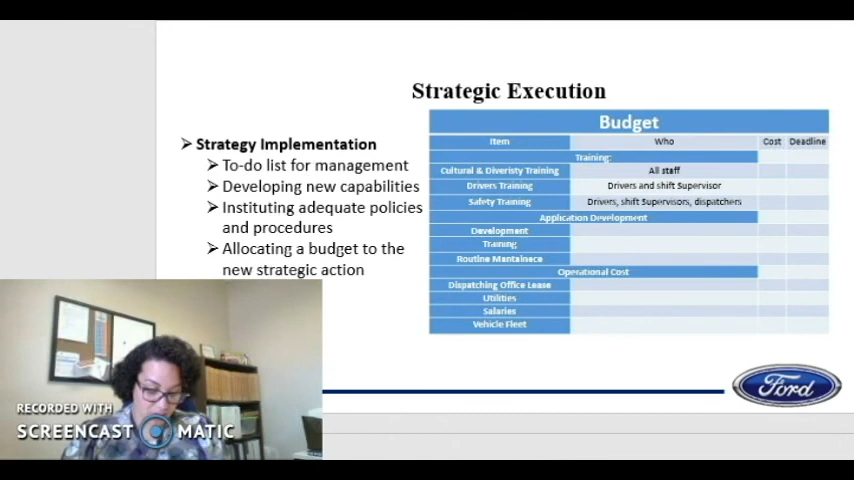 Strategic Execution
➢ Strategy Implementation
➢ To-do list for management
➢ Developing new capabilities
➢ Instituting adequate policies
and procedures
➢ Allocating a budget to the
new strategic action
Budget
Item Who Cost Deadline
Training:
Cultural & Diveristy Training All staff
Drivers Training Drivers and shift Supervisor
Safety Training Drivers, shift Supervisors, dispatchers
Application Development
Development
Training
Routine Mantainece
Operational Cost
Dispatching Office Lease
Utilities
Salaries
Vehicle Fleet
RECORDED WITH
SCREENCAST MATIC
Ford